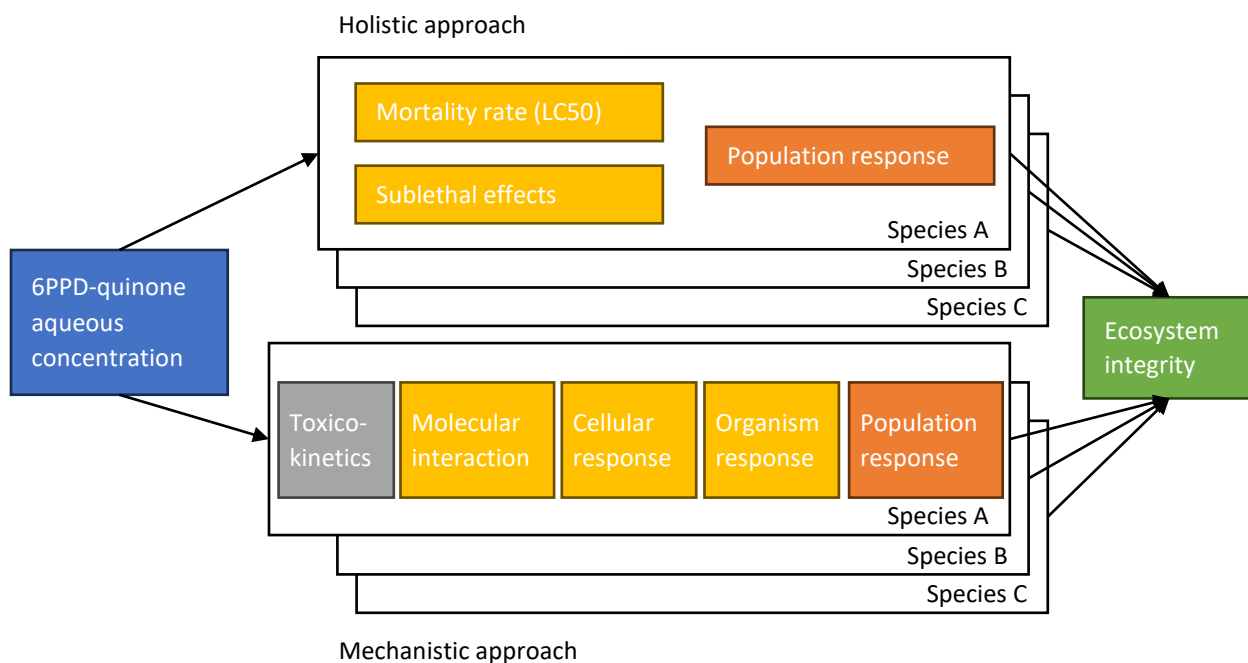 Holistic approach
Mortality rate (LC50)
Sublethal effects
Population response
Species A
Species B
Species C
6PPD-quinone
aqueous
concentration
Ecosystem
integrity
Toxico-
kinetics
Molecular
interaction
Cellular
response
Organism
response
Population
response
Species A
Species B
Species C
Mechanistic approach